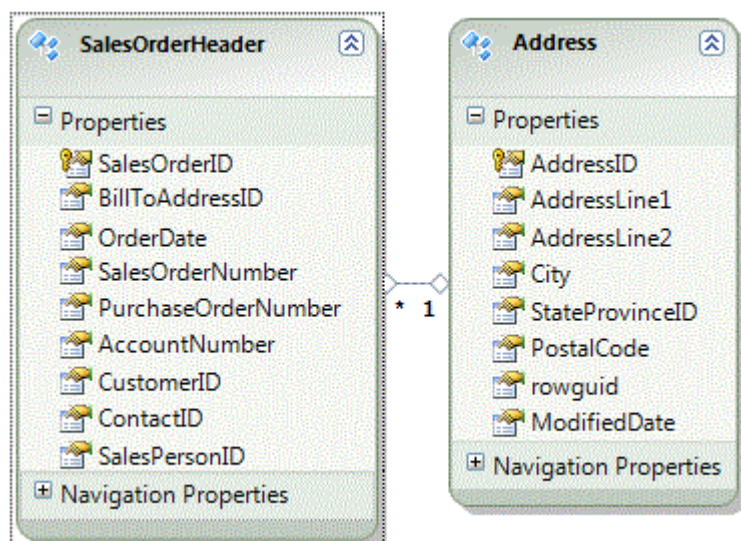 SalesOrderHeader
Properties
SalesOrderID
BillToAddressID
OrderDate
SalesOrderNumber
PurchaseOrderNumber
AccountNumber
CustomerID
ContactID
SalesPersonID
Navigation Properties
* 1
Address
Properties
AddressID
AddressLine1
AddressLine2
City
StateProvinceID
PostalCode
rowguid
ModifiedDate
Navigation Properties